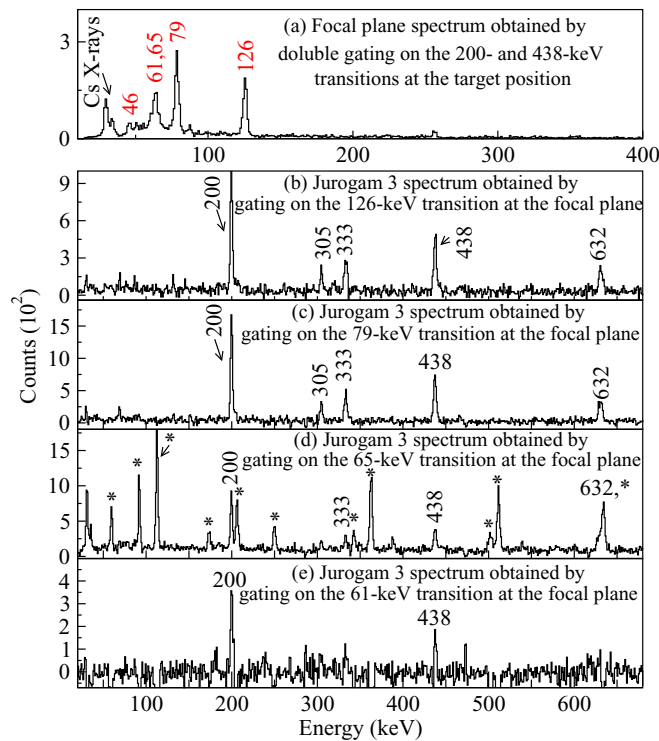 (a) Focal plane spectrum obtained by
doluble gating on the 200- and 438-keV
transitions at the target position
Cs X-rays
46
61,65
79
126
3
0
100
200
300
400
(b) Jurogam 3 spectrum obtained by
gating on the 126-keV transition at the focal plane
200
305
333
438
632
9
6
3
0
(c) Jurogam 3 spectrum obtained by
gating on the 79-keV transition at the focal plane
200
305
333
438
632
15
10
5
0
Counts (10²)
(d) Jurogam 3 spectrum obtained by
gating on the 65-keV transition at the focal plane
* * * * 200 * * 333 * * 438 * * 632,*
15
10
5
0
(e) Jurogam 3 spectrum obtained by
gating on the 61-keV transition at the focal plane
200
438
4
3
2
1
0
100 200 300 400 500 600
Energy (keV)